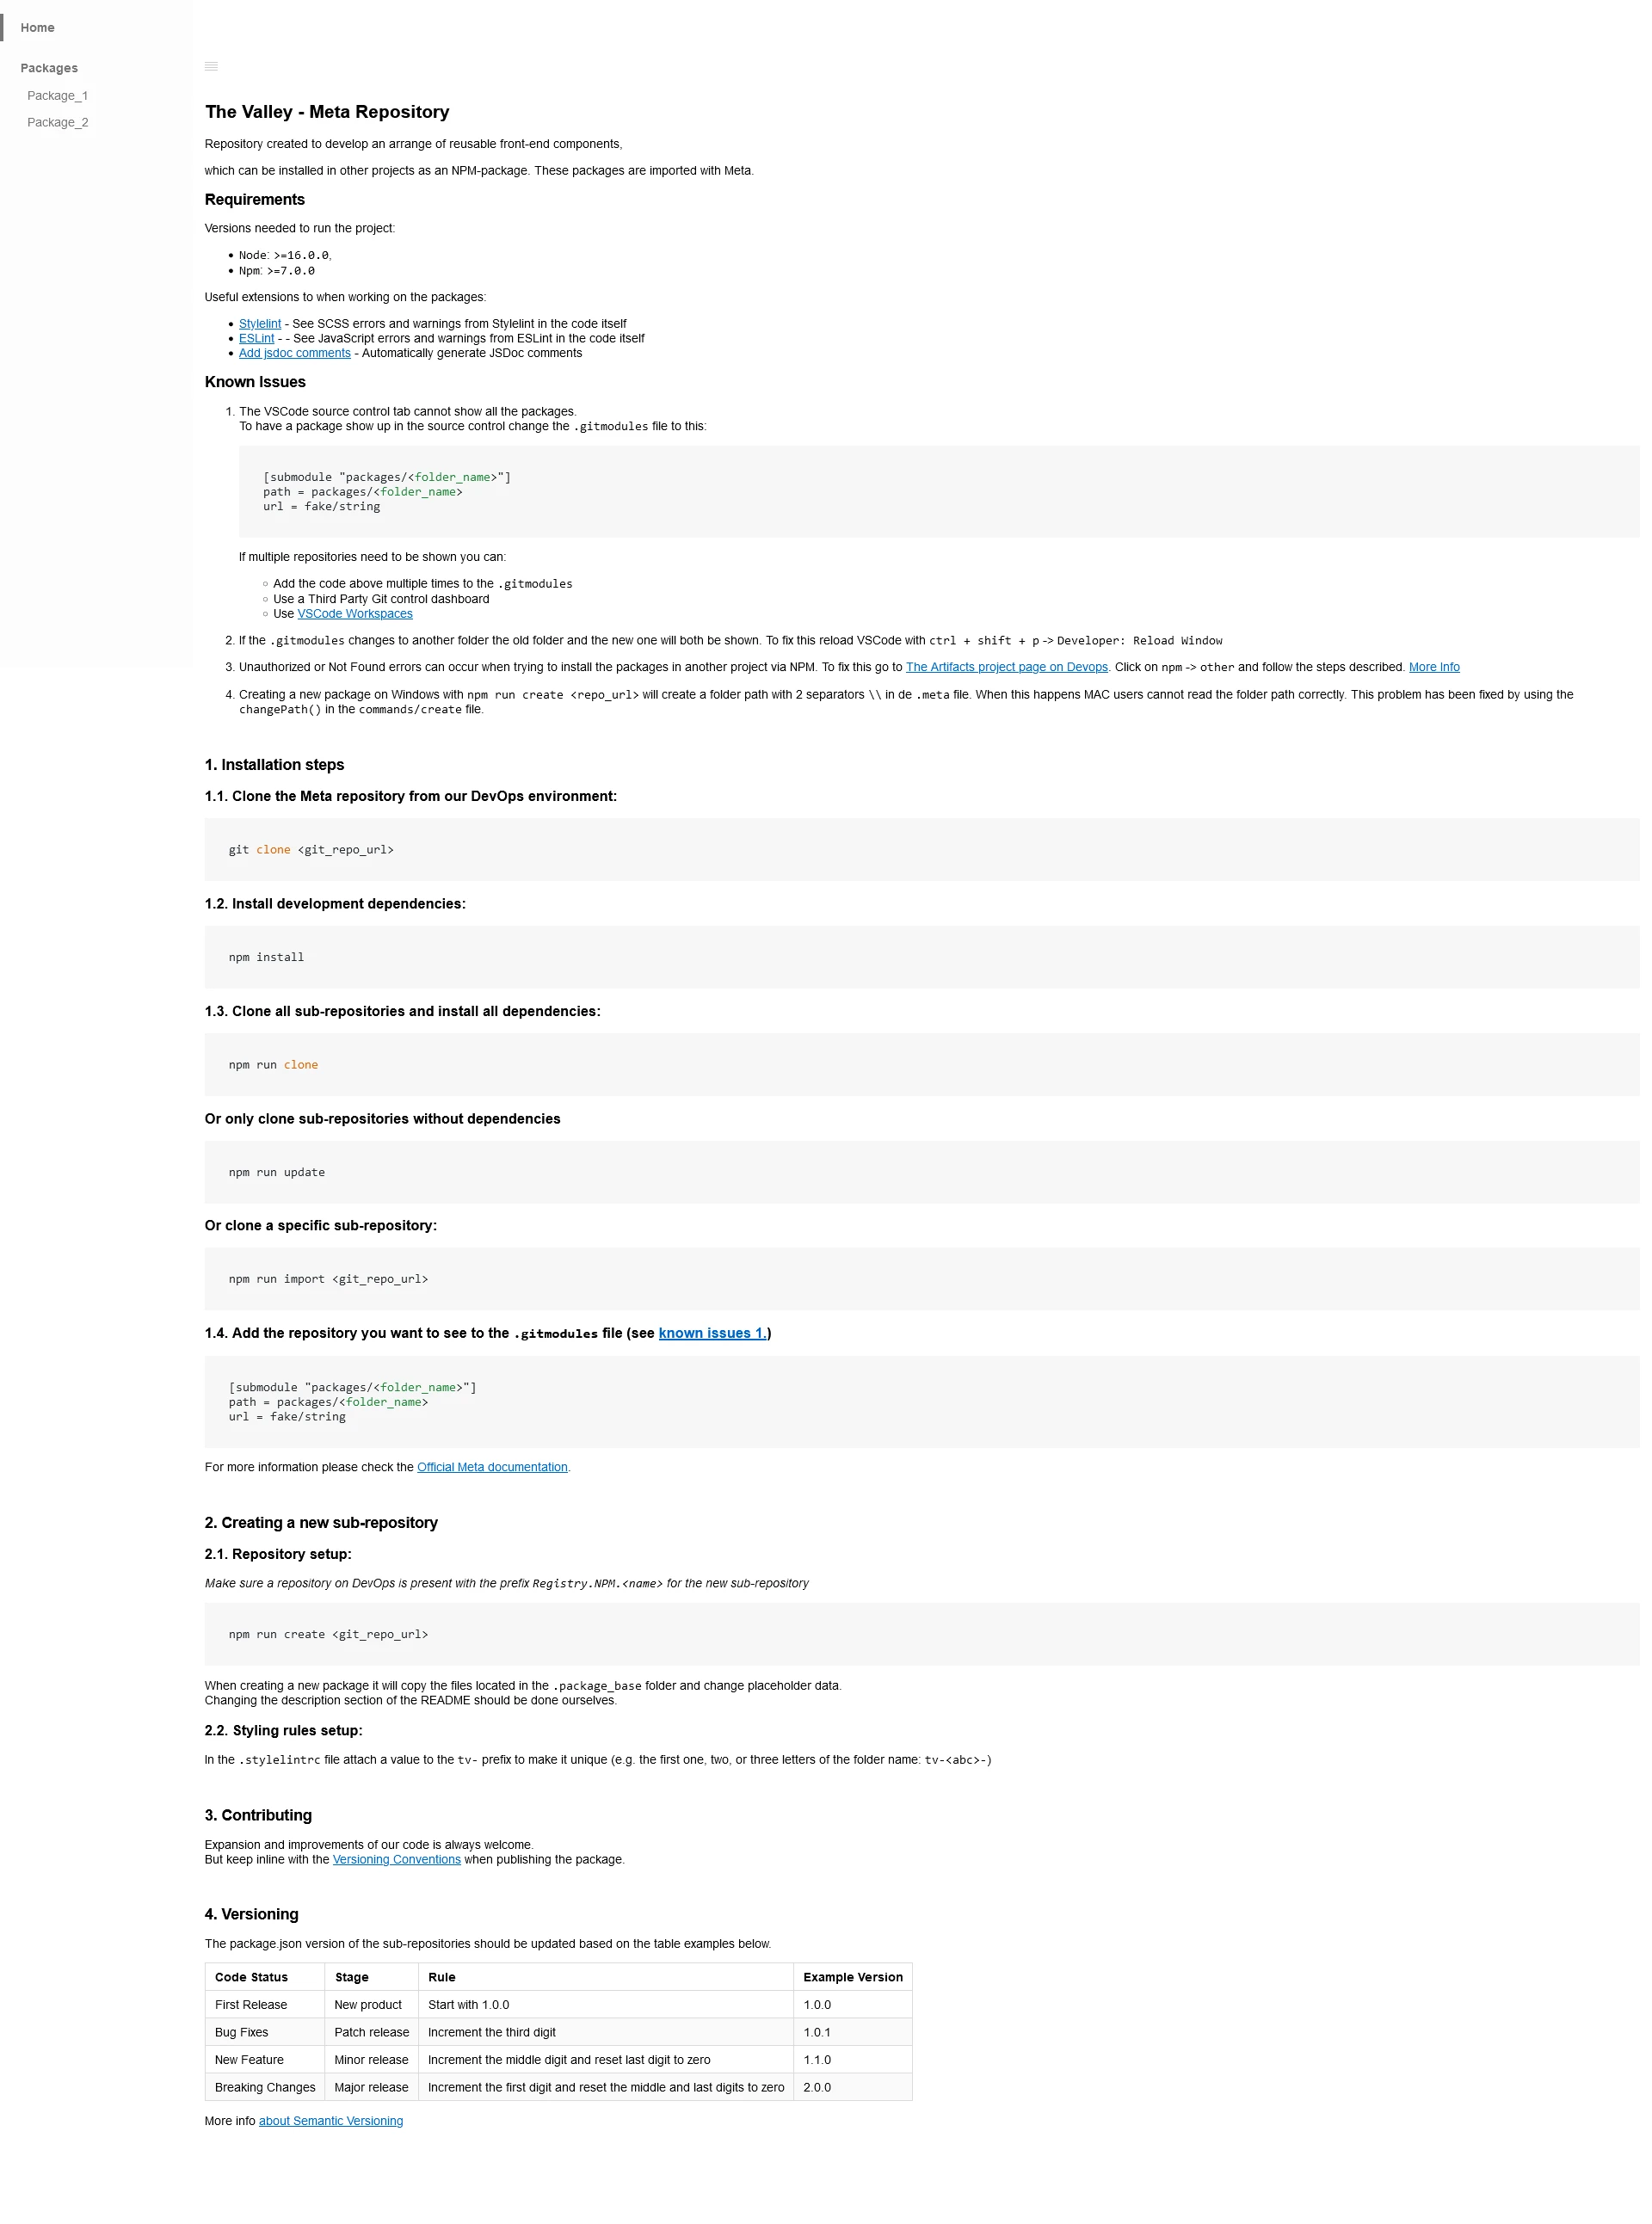 Home
Packages
Package_1
Package_2
The Valley - Meta Repository
Repository created to develop an arrange of reusable front-end components,
which can be installed in other projects as an NPM-package. These packages are imported with Meta.
Requirements
Versions needed to run the project:
• Node: >=16.0.0,
• Npm: >=7.0.0
Useful extensions to when working on the packages:
• Stylelint - See SCSS errors and warnings from Stylelint in the code itself
• ESLint - - See JavaScript errors and warnings from ESLint in the code itself
• Add jsdoc comments - Automatically generate JSDoc comments
Known Issues
1. The VSCode source control tab cannot show all the packages.
To have a package show up in the source control change the .gitmodules file to this:
[submodule "packages/<folder_name>"]
path = packages/<folder_name>
url = fake/string
If multiple repositories need to be shown you can:
○ Add the code above multiple times to the .gitmodules
○ Use a Third Party Git control dashboard
○ Use VSCode Workspaces
2. If the .gitmodules changes to another folder the old folder and the new one will both be shown. To fix this reload VSCode with ctrl + shift + p -> Developer: Reload Window
3. Unauthorized or Not Found errors can occur when trying to install the packages in another project via NPM. To fix this go to The Artifacts project page on Devops. Click on npm -> other and follow the steps described. More Info
4. Creating a new package on Windows with npm run create <repo_url> will create a folder path with 2 separators \\ in de .meta file. When this happens MAC users cannot read the folder path correctly. This problem has been fixed by using the
changePath() in the commands/create file.
1. Installation steps
1.1. Clone the Meta repository from our DevOps environment:
git clone <git_repo_url>
1.2. Install development dependencies:
npm install
1.3. Clone all sub-repositories and install all dependencies:
npm run clone
Or only clone sub-repositories without dependencies
npm run update
Or clone a specific sub-repository:
npm run import <git_repo_url>
1.4. Add the repository you want to see to the .gitmodules file (see known issues 1.)
[submodule "packages/<folder_name>"]
path = packages/<folder_name>
url = fake/string
For more information please check the Official Meta documentation.
2. Creating a new sub-repository
2.1. Repository setup:
Make sure a repository on DevOps is present with the prefix Registry.NPM.<name> for the new sub-repository
npm run create <git_repo_url>
When creating a new package it will copy the files located in the .package_base folder and change placeholder data.
Changing the description section of the README should be done ourselves.
2.2. Styling rules setup:
In the .stylelintrc file attach a value to the tv- prefix to make it unique (e.g. the first one, two, or three letters of the folder name: tv-<abc>-)
3. Contributing
Expansion and improvements of our code is always welcome.
But keep inline with the Versioning Conventions when publishing the package.
4. Versioning
The package.json version of the sub-repositories should be updated based on the table examples below.
Code Status Stage Rule Example Version
First Release New product Start with 1.0.0 1.0.0
Bug Fixes Patch release Increment the third digit 1.0.1
New Feature Minor release Increment the middle digit and reset last digit to zero 1.1.0
Breaking Changes Major release Increment the first digit and reset the middle and last digits to zero 2.0.0
More info about Semantic Versioning